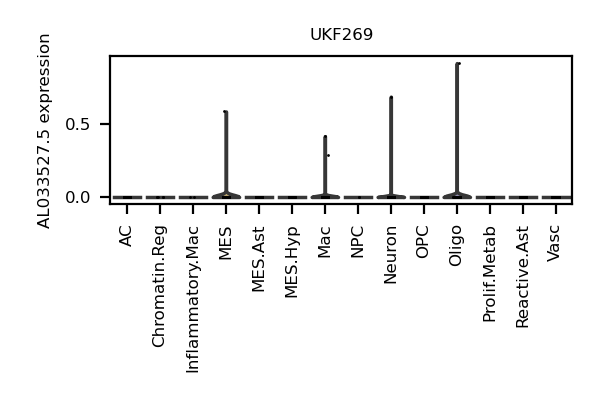 UKF269
AL033527.5 expression
0.5
0.0
AC
Chromatin.Reg
Inflammatory.Mac
MES
MES.Ast
MES.Hyp
Mac
NPC
Neuron
OPC
Oligo
Prolif.Metab
Reactive.Ast
Vasc